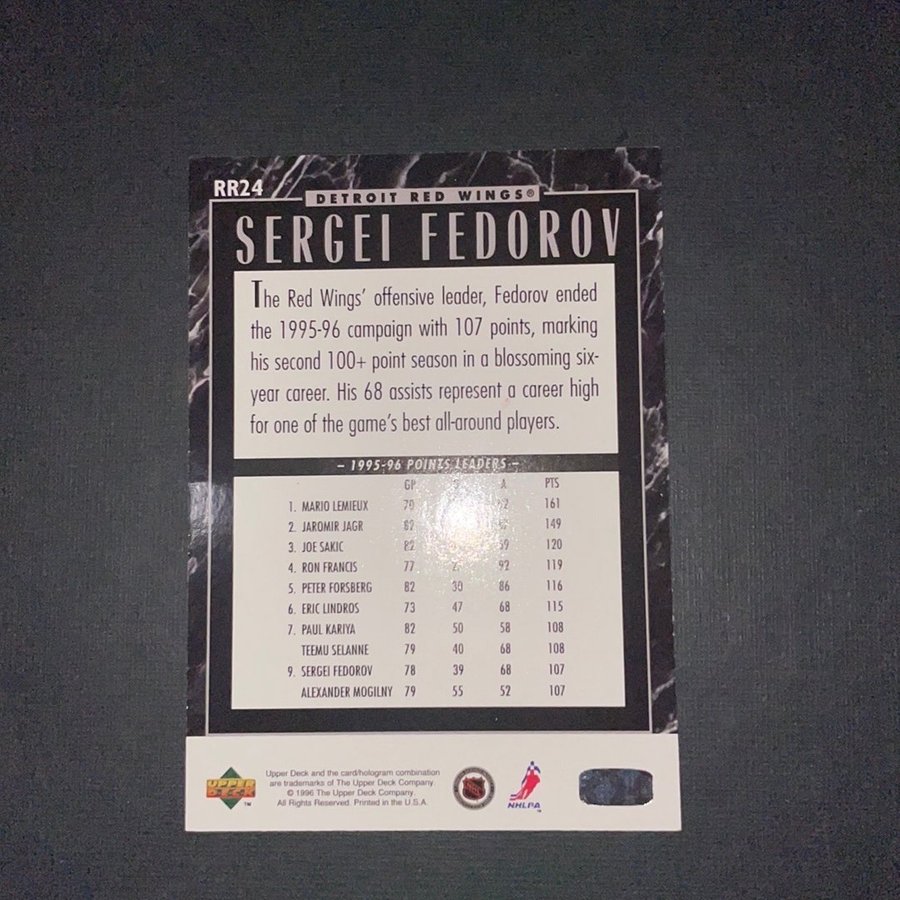 RR24
DETROIT RED WINGS®
SERGEI FEDOROV
The Red Wings' offensive leader, Fedorov ended
the 1995-96 campaign with 107 points, marking
his second 100+ point season in a blossoming six-
year career. His 68 assists represent a career high
for one of the game's best all-around players.
– 1995-96 POINTS LEADERS –
GP A PTS
1. MARIO LEMIEUX 70 161
2. JAROMIR JAGR 82 149
3. JOE SAKIC 82 120
4. RON FRANCIS 77 92 119
5. PETER FORSBERG 82 30 86 116
6. ERIC LINDROS 73 47 68 115
7. PAUL KARIYA 82 50 58 108
TEEMU SELANNE 79 40 68 108
9. SERGEI FEDOROV 78 39 68 107
ALEXANDER MOGILNY 79 55 52 107
UPPER DECK ™
Upper Deck and the card/hologram combination
are trademarks of The Upper Deck Company.
© 1996 The Upper Deck Company.
All Rights Reserved. Printed in the U.S.A.
NHLPA